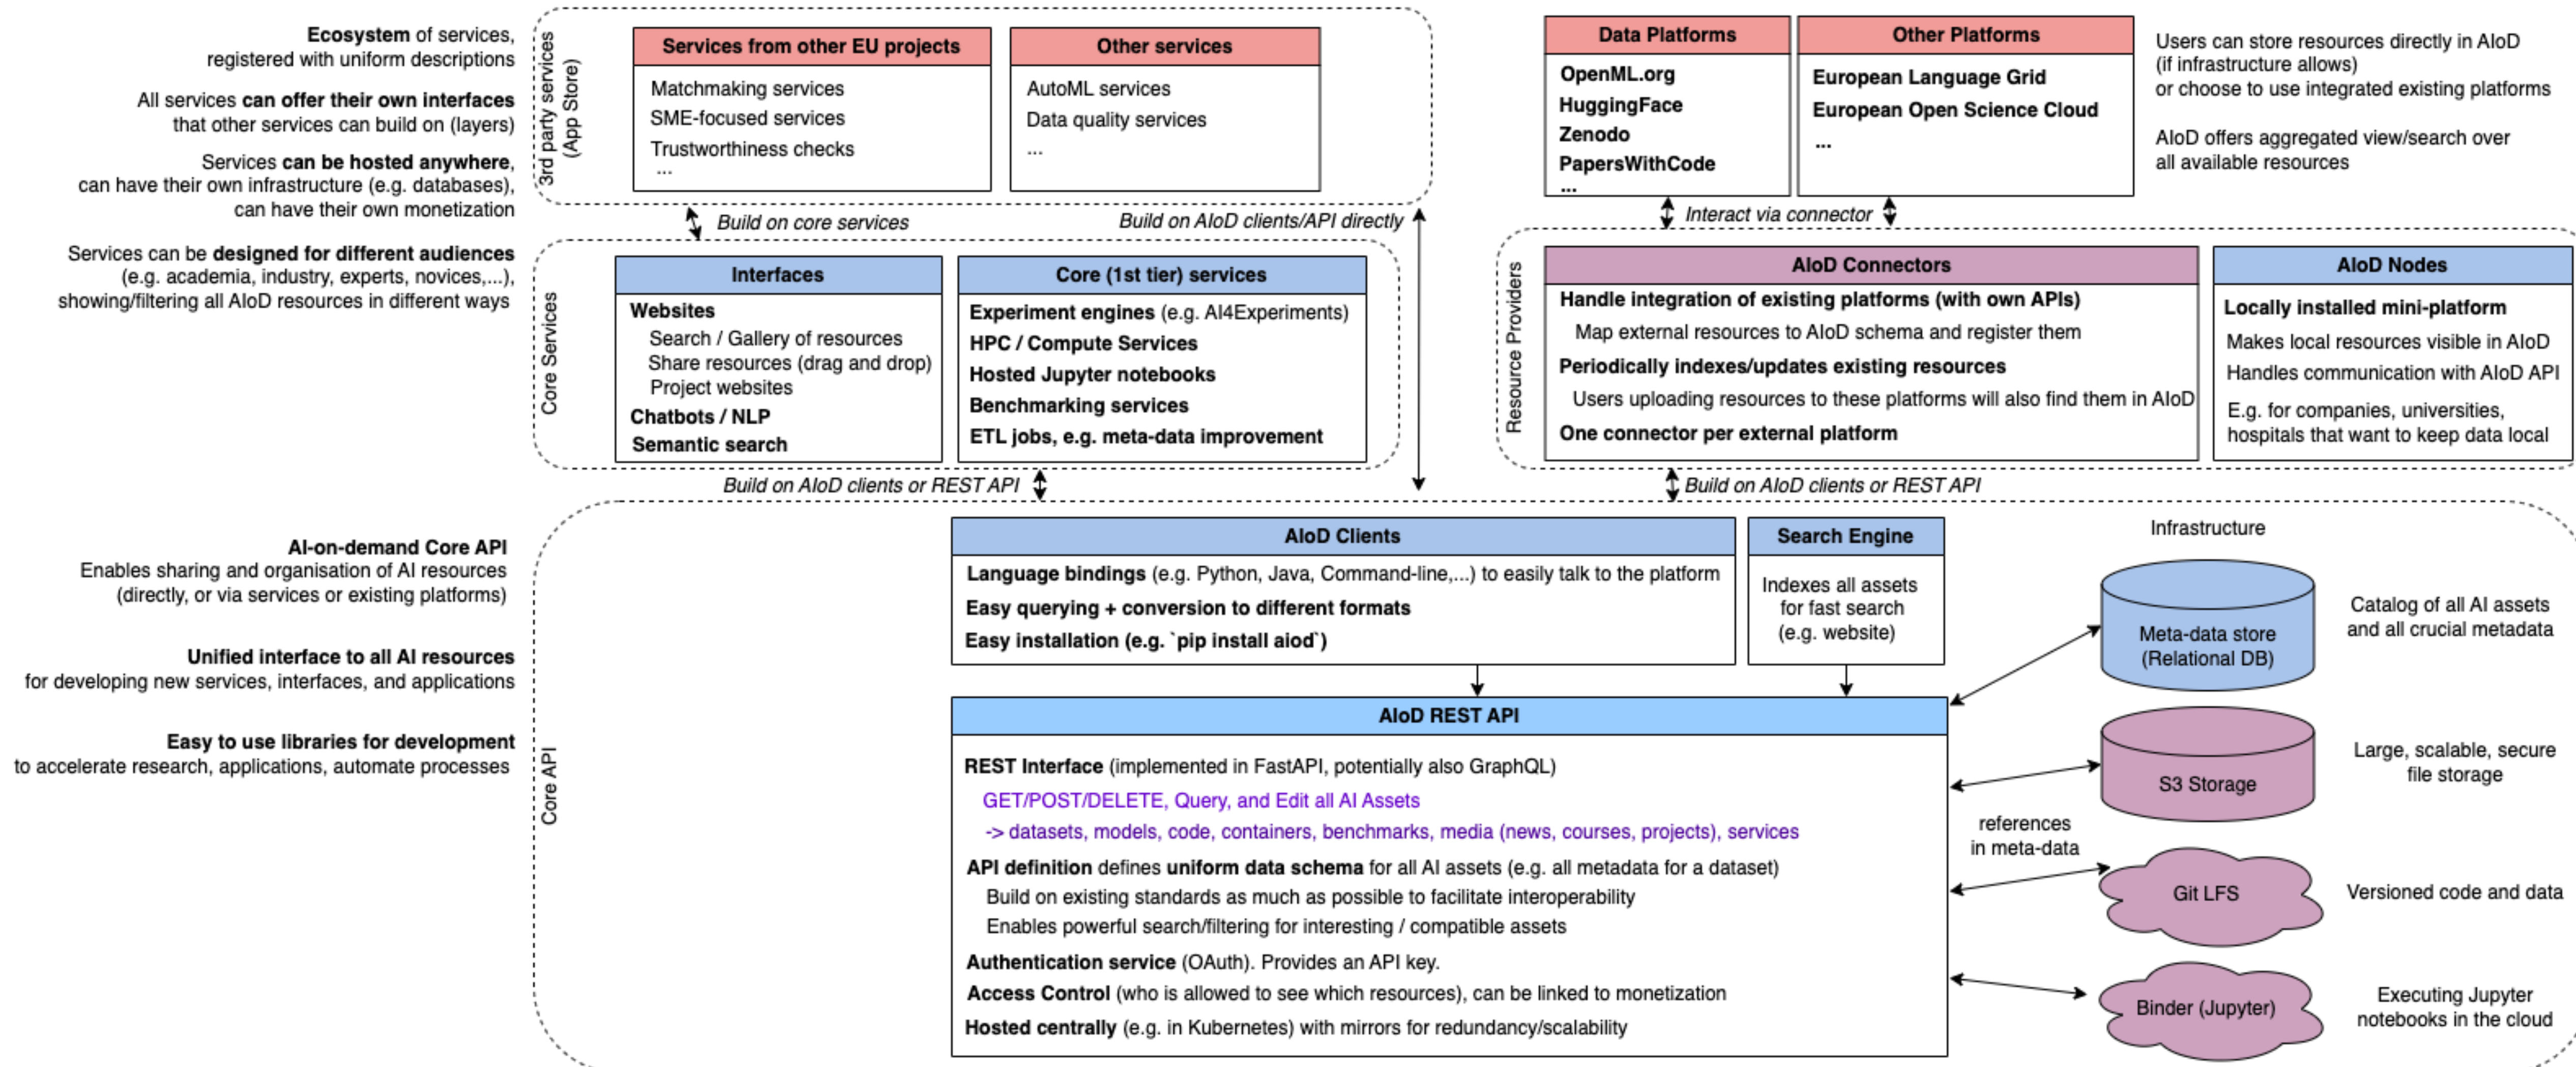 Ecosystem of services,
registered with uniform descriptions
All services can offer their own interfaces
that other services can build on (layers)
Services can be hosted anywhere,
can have their own infrastructure (e.g. databases),
can have their own monetization
Services can be designed for different audiences
(e.g. academia, industry, experts, novices,...),
showing/filtering all AIoD resources in different ways
3rd party services
(App Store)
Services from other EU projects
Matchmaking services
SME-focused services
Trustworthiness checks
...
Other services
AutoML services
Data quality services
...
Data Platforms
OpenML.org
HuggingFace
Zenodo
PapersWithCode
...
Other Platforms
European Language Grid
European Open Science Cloud
...
Users can store resources directly in AIoD
(if infrastructure allows)
or choose to use integrated existing platforms
AIoD offers aggregated view/search over
all available resources
Build on core services
Build on AIoD clients/API directly
Interact via connector
Core Services
Interfaces
Websites
Search / Gallery of resources
Share resources (drag and drop)
Project websites
Chatbots / NLP
Semantic search
Core (1st tier) services
Experiment engines (e.g. AI4Experiments)
HPC / Compute Services
Hosted Jupyter notebooks
Benchmarking services
ETL jobs, e.g. meta-data improvement
Resource Providers
AIoD Connectors
Handle integration of existing platforms (with own APIs)
Map external resources to AIoD schema and register them
Periodically indexes/updates existing resources
Users uploading resources to these platforms will also find them in AIoD
One connector per external platform
AIoD Nodes
Locally installed mini-platform
Makes local resources visible in AIoD
Handles communication with AIoD API
E.g. for companies, universities,
hospitals that want to keep data local
Build on AIoD clients or REST API
Build on AIoD clients or REST API
AI-on-demand Core API
Enables sharing and organisation of AI resources
(directly, or via services or existing platforms)
Unified interface to all AI resources
for developing new services, interfaces, and applications
Easy to use libraries for development
to accelerate research, applications, automate processes
Core API
AIoD Clients
Language bindings (e.g. Python, Java, Command-line,...) to easily talk to the platform
Easy querying + conversion to different formats
Easy installation (e.g. `pip install aiod`)
Search Engine
Indexes all assets
for fast search
(e.g. website)
AIoD REST API
REST Interface (implemented in FastAPI, potentially also GraphQL)
GET/POST/DELETE, Query, and Edit all AI Assets
-> datasets, models, code, containers, benchmarks, media (news, courses, projects), services
API definition defines uniform data schema for all AI assets (e.g. all metadata for a dataset)
Build on existing standards as much as possible to facilitate interoperability
Enables powerful search/filtering for interesting / compatible assets
Authentication service (OAuth). Provides an API key.
Access Control (who is allowed to see which resources), can be linked to monetization
Hosted centrally (e.g. in Kubernetes) with mirrors for redundancy/scalability
Infrastructure
Meta-data store
(Relational DB)
Catalog of all AI assets
and all crucial metadata
S3 Storage
Large, scalable, secure
file storage
references
in meta-data
Git LFS
Versioned code and data
Binder (Jupyter)
Executing Jupyter
notebooks in the cloud